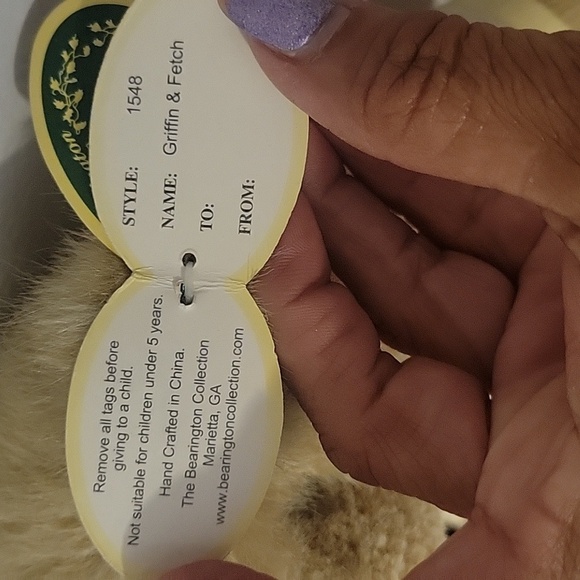 STYLE: 1548
NAME: Griffin & Fetch
TO:
FROM:
Remove all tags before
giving to a child.
Not suitable for children under 5 years.
Hand Crafted in China.
The Bearington Collection
Marietta, GA
www.bearingtoncollection.com